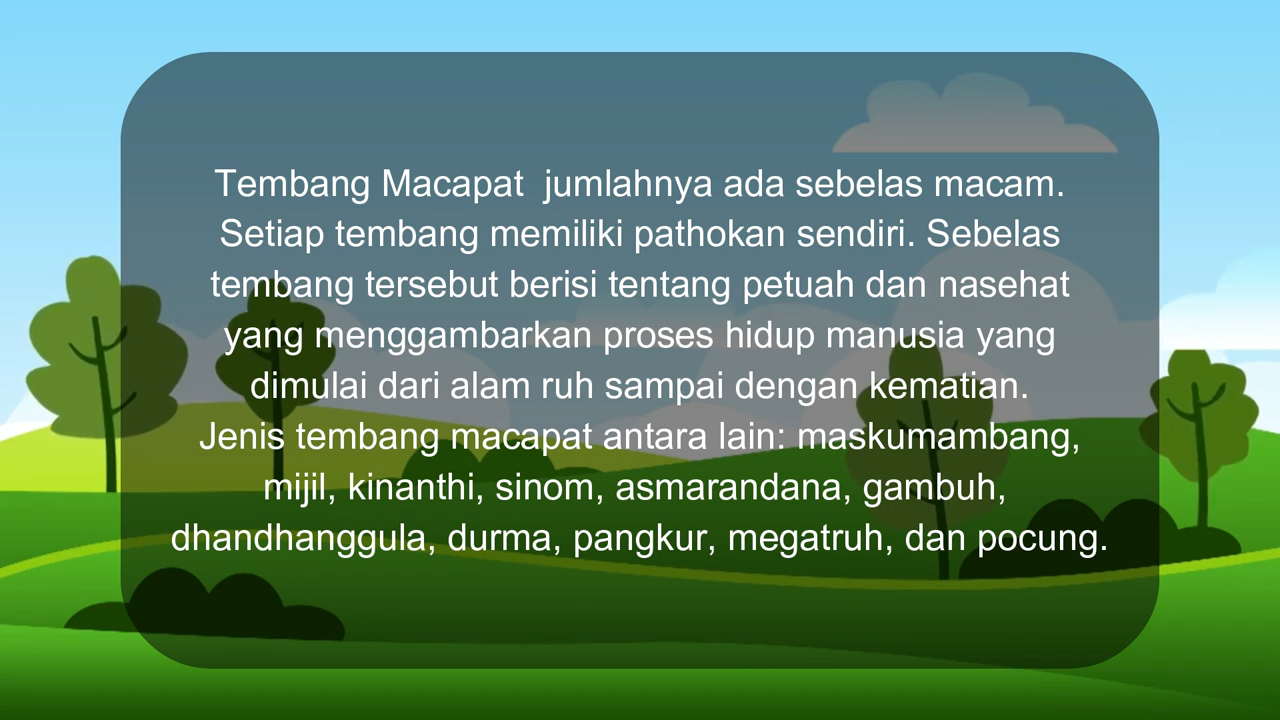 Tembang Macapat  jumlahnya ada sebelas macam.
Setiap tembang memiliki pathokan sendiri. Sebelas
tembang tersebut berisi tentang petuah dan nasehat
yang menggambarkan proses hidup manusia yang
dimulai dari alam ruh sampai dengan kematian.
Jenis tembang macapat antara lain: maskumambang,
mijil, kinanthi, sinom, asmarandana, gambuh,
dhandhanggula, durma, pangkur, megatruh, dan pocung.